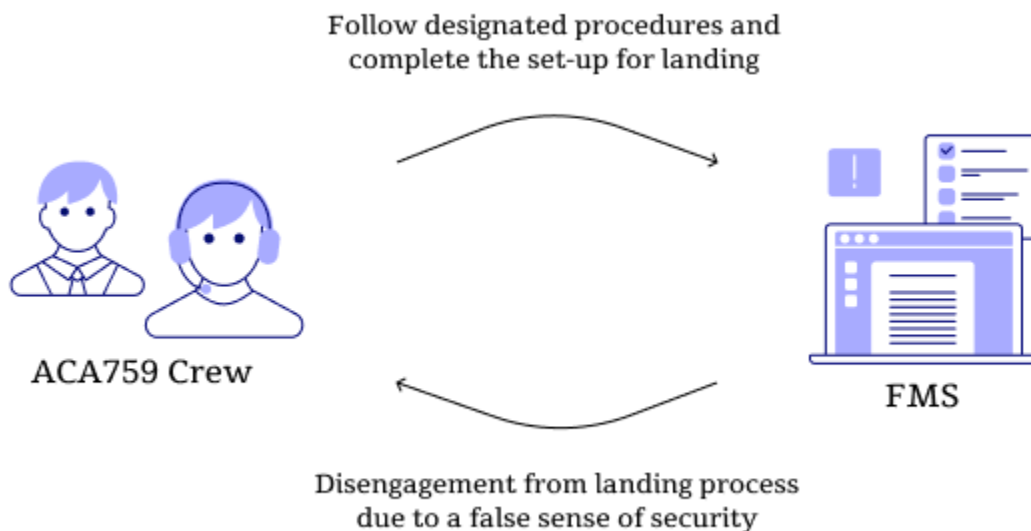 Follow designated procedures and
complete the set-up for landing
!
ACA759 Crew
FMS
Disengagement from landing process
due to a false sense of security